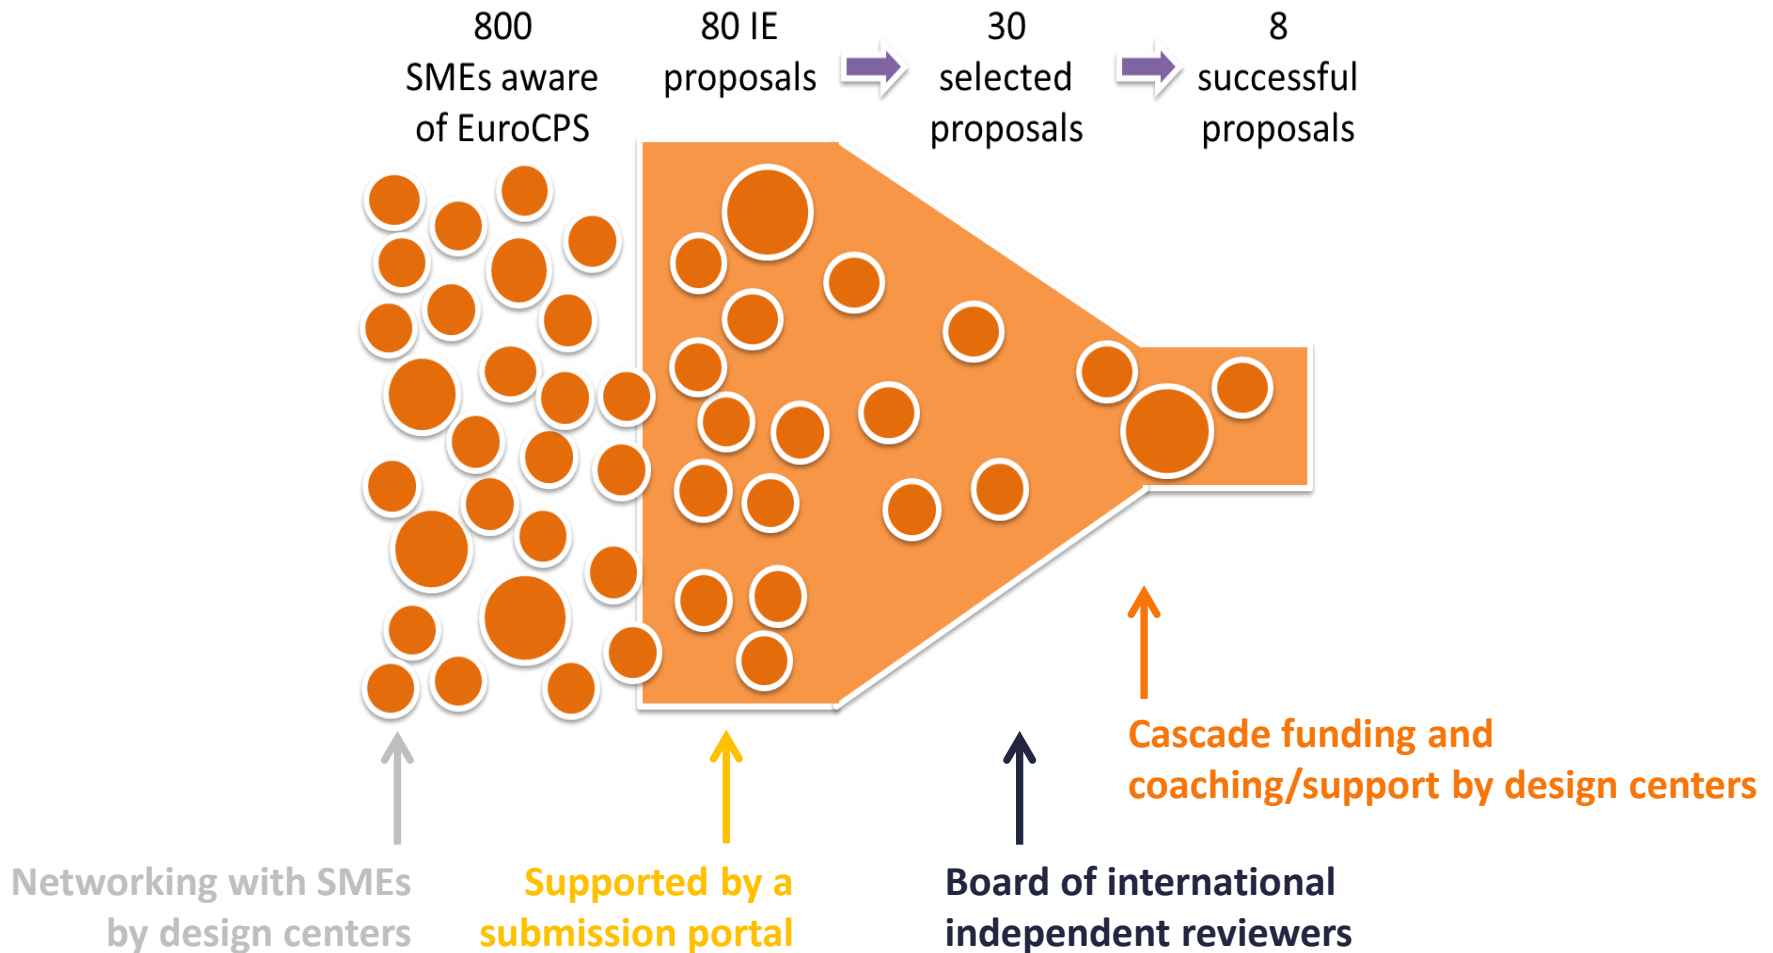 800
SMEs aware
of EuroCPS
80 IE
proposals
30
selected
proposals
8
successful
proposals
Cascade funding and
coaching/support by design centers
Networking with SMEs
by design centers
Supported by a
submission portal
Board of international
independent reviewers